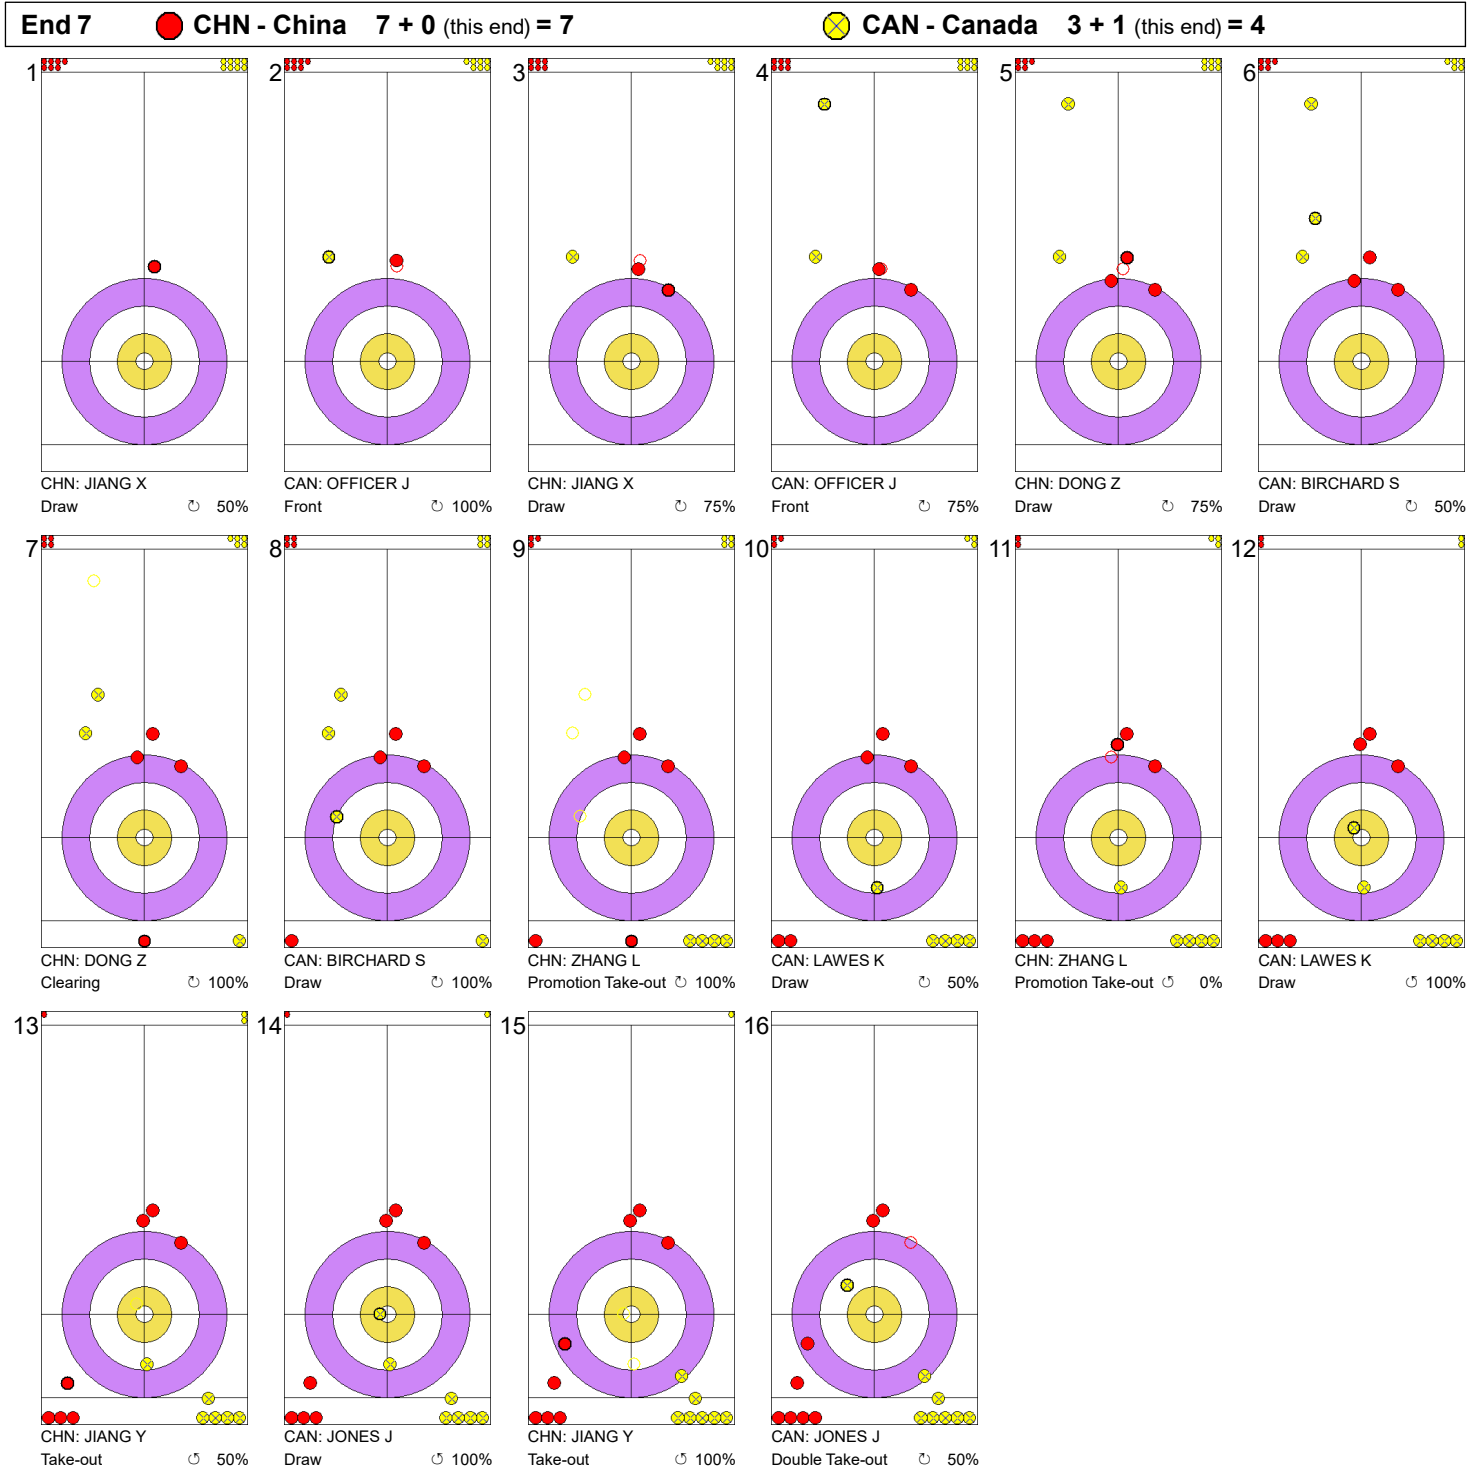 End 7 CHN - China 7 + 0 (this end) = 7 CAN - Canada 3 + 1 (this end) = 4
1 2 3 4 5 6
CHN: JIANG X CAN: OFFICER J CHN: JIANG X CAN: OFFICER J CHN: DONG Z CAN: BIRCHARD S
Draw ↻ 50% Front ↻ 100% Draw ↻ 75% Front ↻ 75% Draw ↻ 75% Draw ↻ 50%
7 8 9 10 11 12
CHN: DONG Z CAN: BIRCHARD S CHN: ZHANG L CAN: LAWES K CHN: ZHANG L CAN: LAWES K
Clearing ↻ 100% Draw ↻ 100% Promotion Take-out ↻ 100% Draw ↻ 50% Promotion Take-out ↺ 0% Draw ↻ 100%
13 14 15 16
CHN: JIANG Y CAN: JONES J CHN: JIANG Y CAN: JONES J
Take-out ↺ 50% Draw ↻ 100% Take-out ↺ 100% Double Take-out ↻ 50%